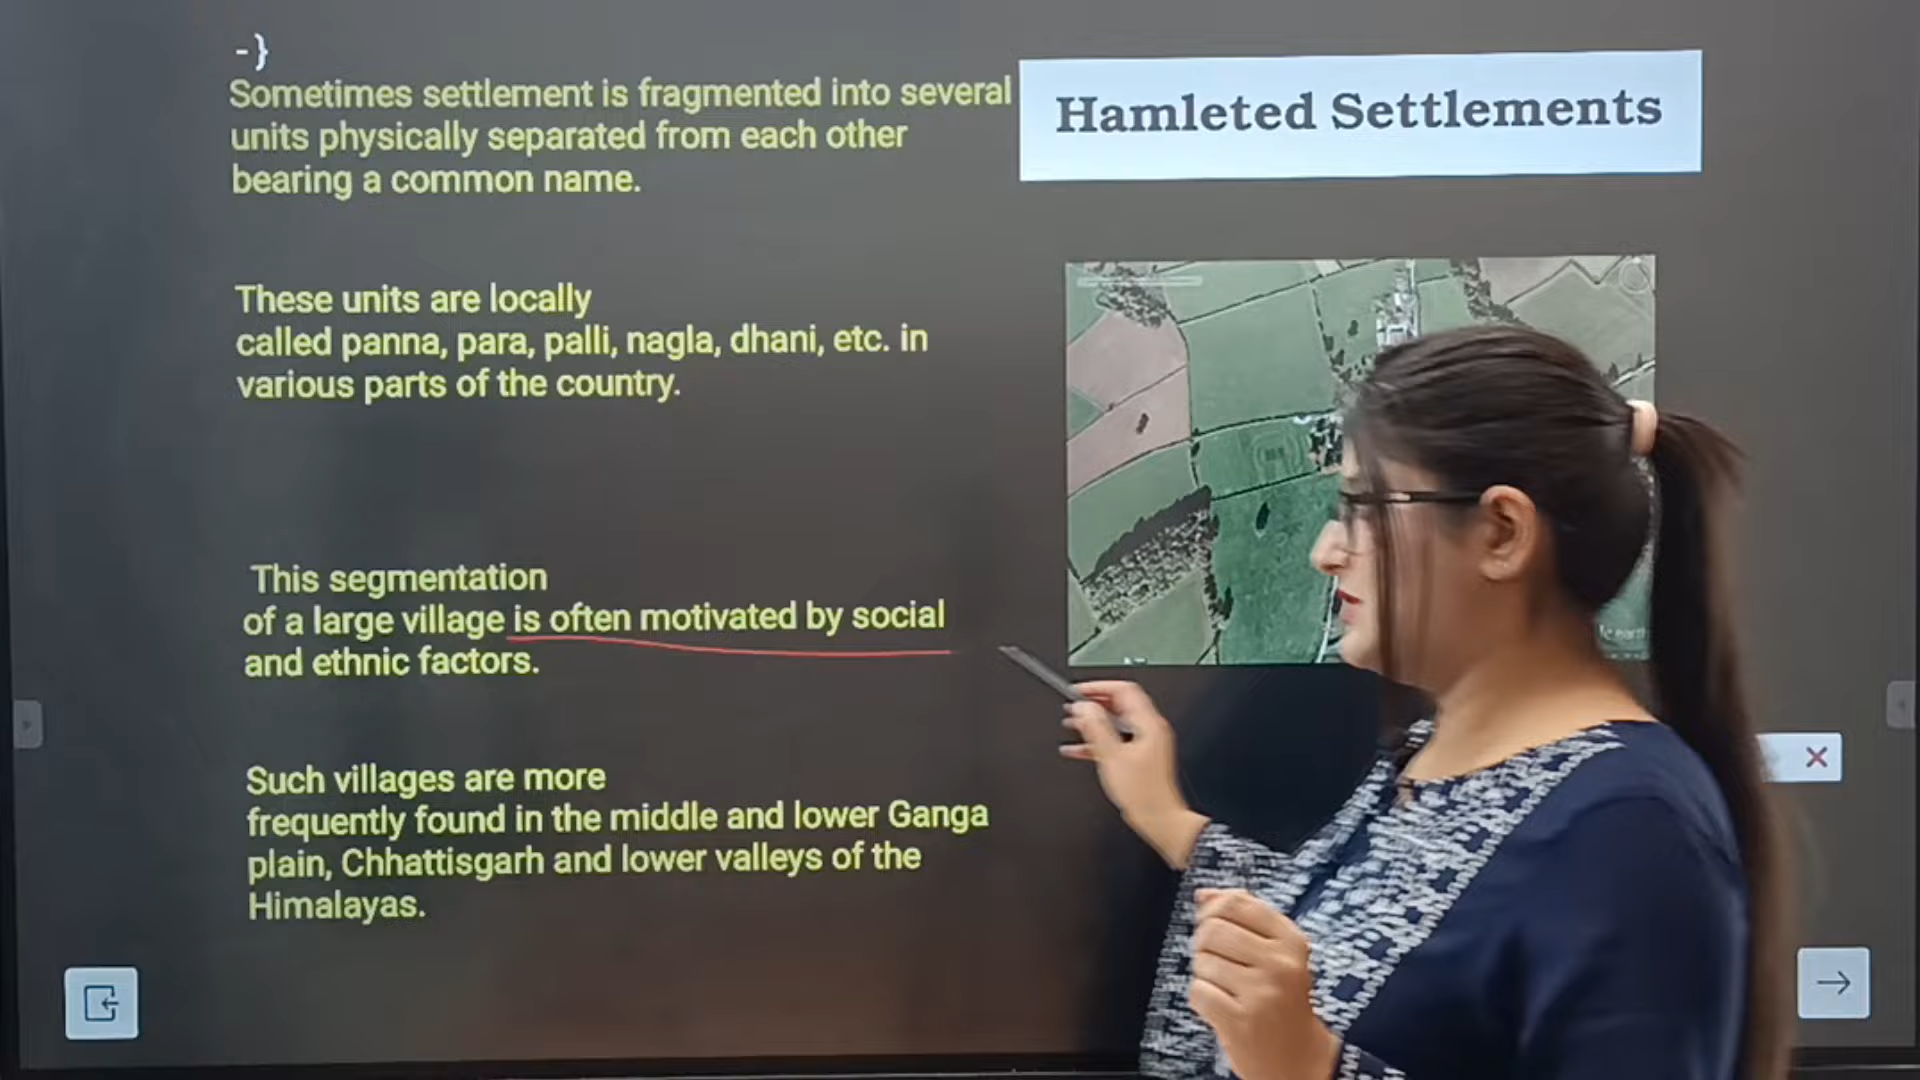 -}
Sometimes settlement is fragmented into several
units physically separated from each other
bearing a common name.
Hamleted Settlements
These units are locally
called panna, para, palli, nagla, dhani, etc. in
various parts of the country.
This segmentation
of a large village is often motivated by social
and ethnic factors.
Such villages are more
frequently found in the middle and lower Ganga
plain, Chhattisgarh and lower valleys of the
Himalayas.